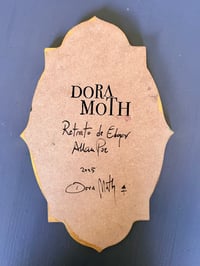 DORA
MOTH
Retrato de Edgar
Allan Poe
2025
Dora Moth